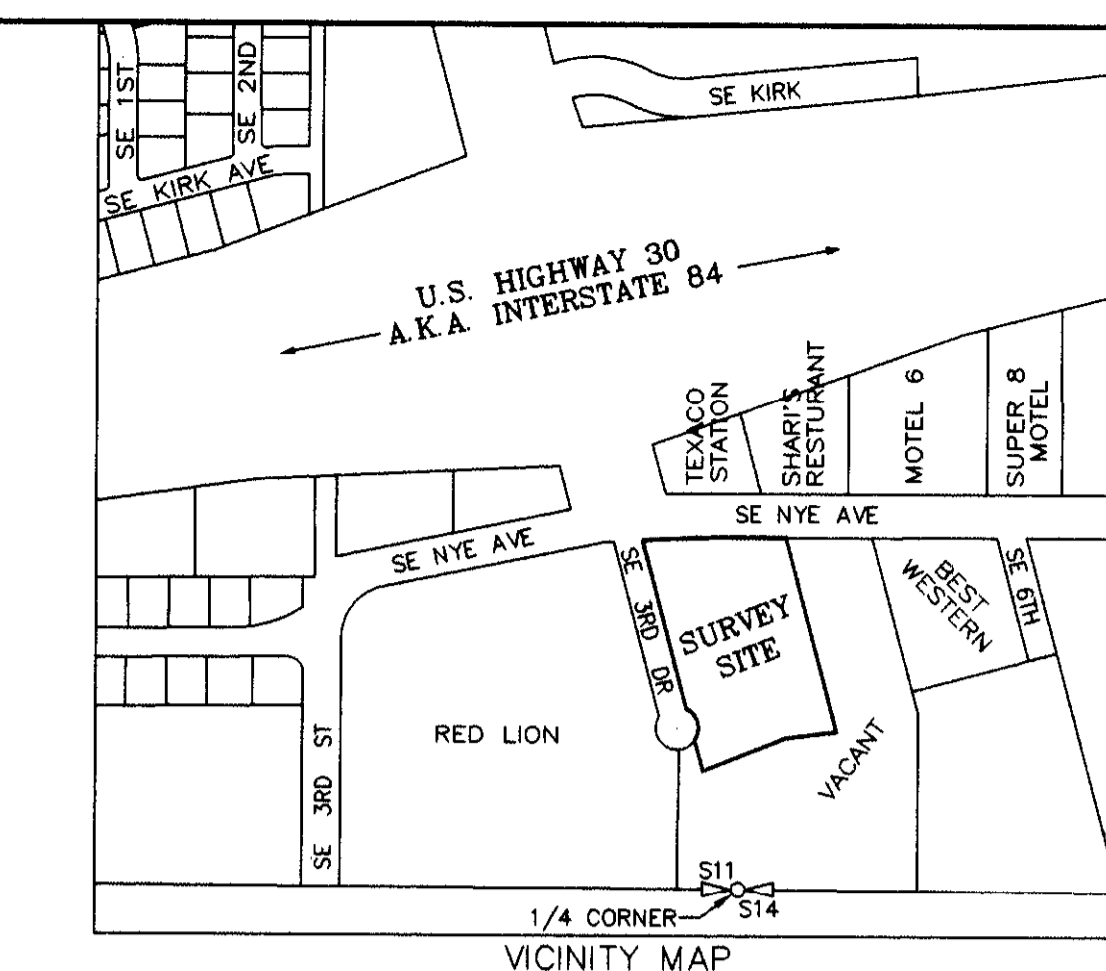 SE 1ST
SE 2ND
SE KIRK
SE KIRK AVE
U.S. HIGHWAY 30
A.K.A. INTERSTATE 84
TEXACO
STATION
SHARI'S
RESTURANT
MOTEL 6
SUPER 8
MOTEL
SE NYE AVE
SE NYE AVE
SE 3RD DR
SURVEY
SITE
BEST
WESTERN
SE 6TH
RED LION
VACANT
SE 3RD ST
S11
1/4 CORNER
S14
VICINITY MAP